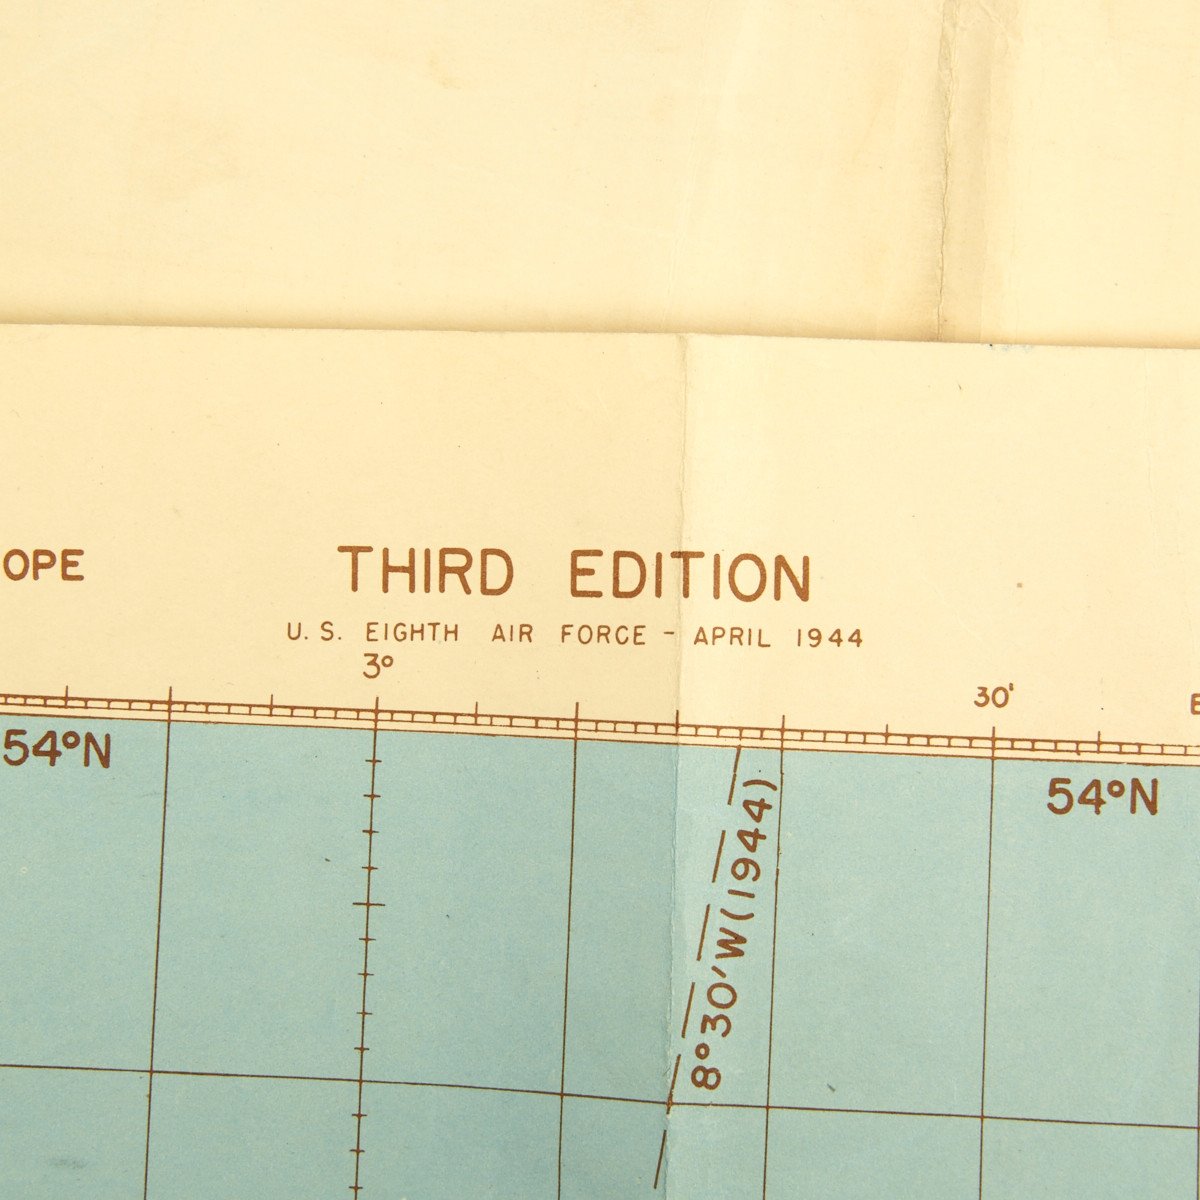 OPE
THIRD EDITION
U. S. EIGHTH AIR FORCE - APRIL 1944
3°
30'
E
54°N
54°N
8°30'W(1944)